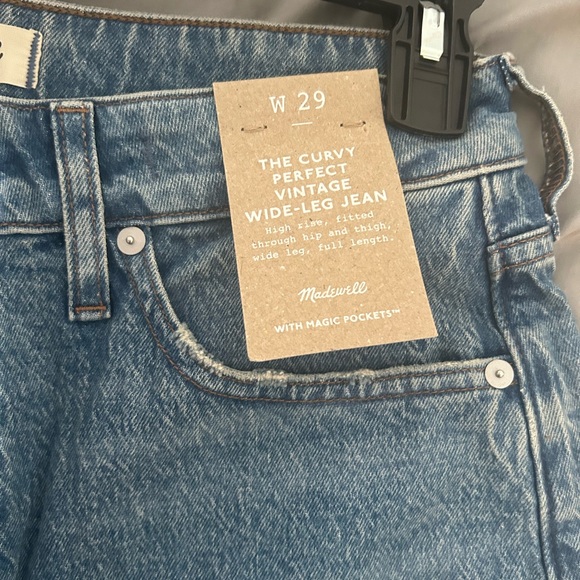 W 29
THE CURVY
PERFECT
VINTAGE
WIDE-LEG JEAN
High rise, fitted
through hip and thigh,
wide leg, full length.
Madewell
WITH MAGIC POCKETS™